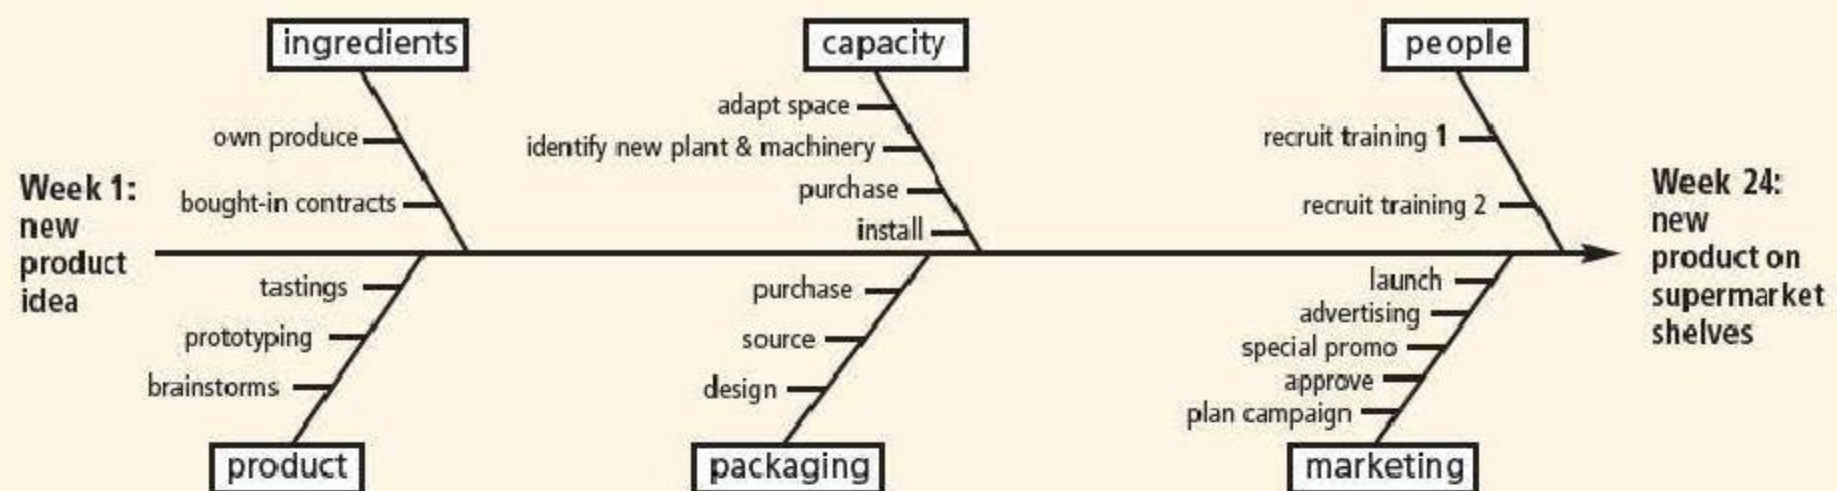 ingredients
capacity
people
adapt space
own produce
identify new plant & machinery
recruit training 1
purchase
bought-in contracts
recruit training 2
install
Week 1:
new
product
idea
Week 24:
new
product on
supermarket
shelves
tastings
prototyping
brainstorms
product
purchase
source
design
packaging
launch
advertising
special promo
approve
plan campaign
marketing